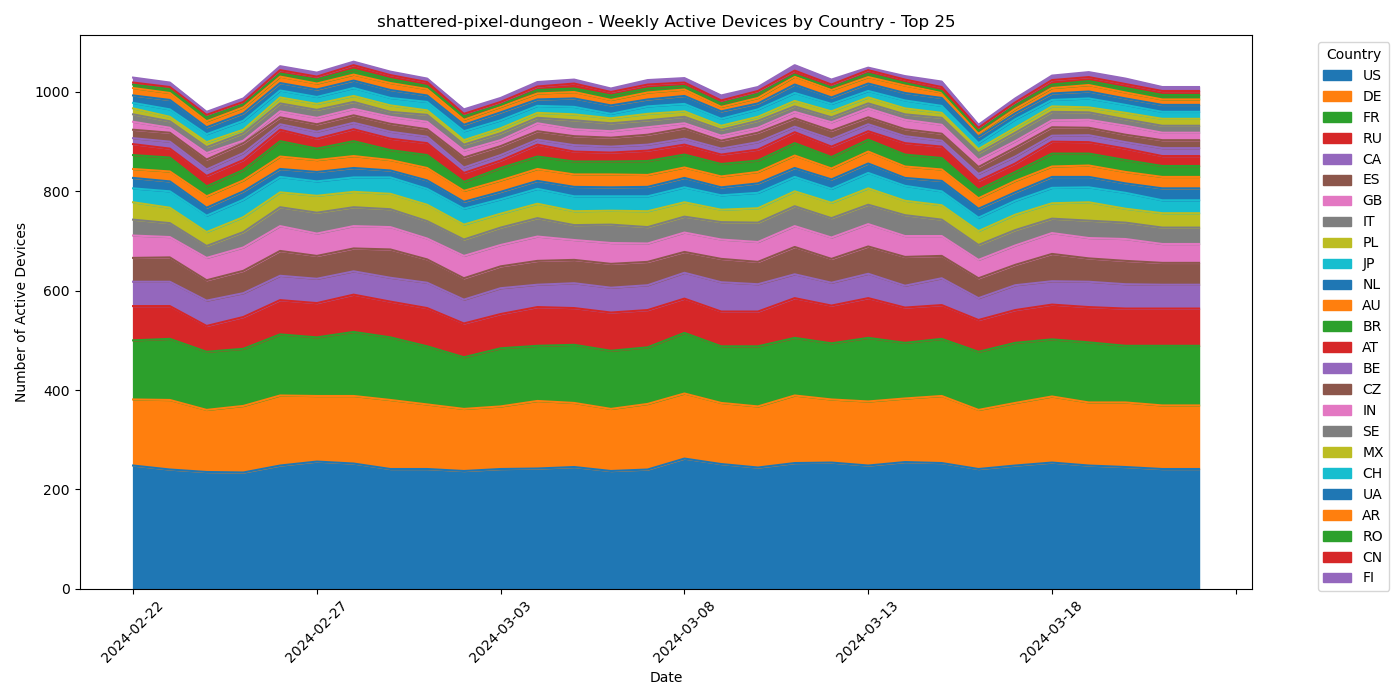 shattered-pixel-dungeon - Weekly Active Devices by Country - Top 25
Number of Active Devices
1000
800
600
400
200
0
2024-02-22
2024-02-27
2024-03-03
2024-03-08
2024-03-13
2024-03-18
Date
Country
US
DE
FR
RU
CA
ES
GB
IT
PL
JP
NL
AU
BR
AT
BE
CZ
IN
SE
MX
CH
UA
AR
RO
CN
FI